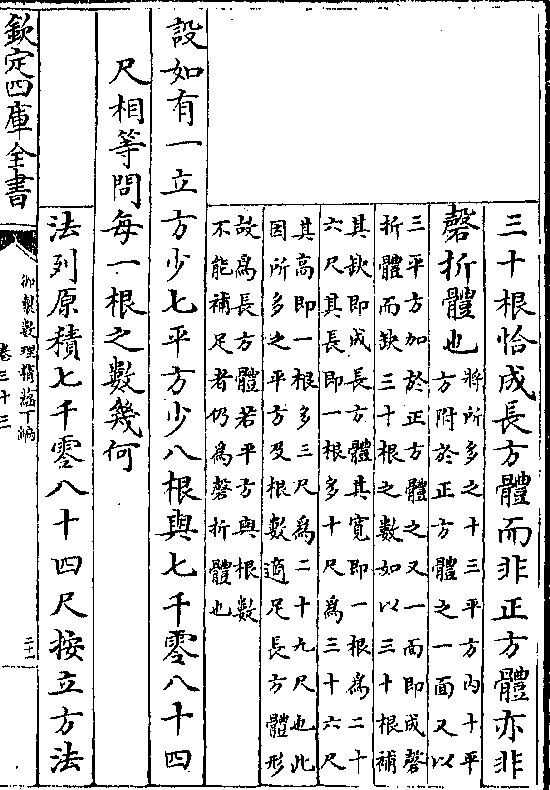 三十根恰成長方體而非正方體亦非
磬折體也將所多之十三平方内十平
方附於正方體之一面又以
三平方加於正方體之又一面即成磬
折體而缺三十根之數如以三十根補
其缺即成長方體其寛即一根為二十
六尺其長即一根多十尺為三十六尺
其髙即一根多三尺為二十九尺也此
因所多之平方及根數適足長方體形
故為長方體若平方與根數
不能補足者仍為磬折體也
設如有一立方少七平方少八根與七千零八十四
尺相等問每一根之數幾何
法列原積七千零八十四尺按立方法
欽定四庫全書
御製數理精蘊下編
卷三十三
二十一